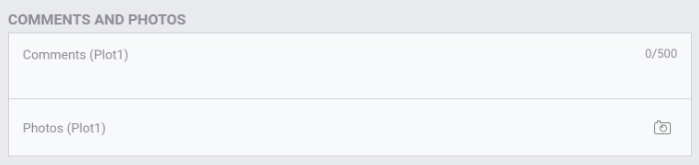 COMMENTS AND PHOTOS
Comments (Plot1) 0/500
Photos (Plot1)